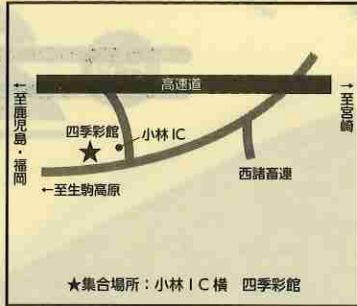 高速道
←至鹿児島・福岡
至宮崎→
四季彩館
小林IC
西諸畜連
←至生駒高原
★集合場所:小林IC横 四季彩館